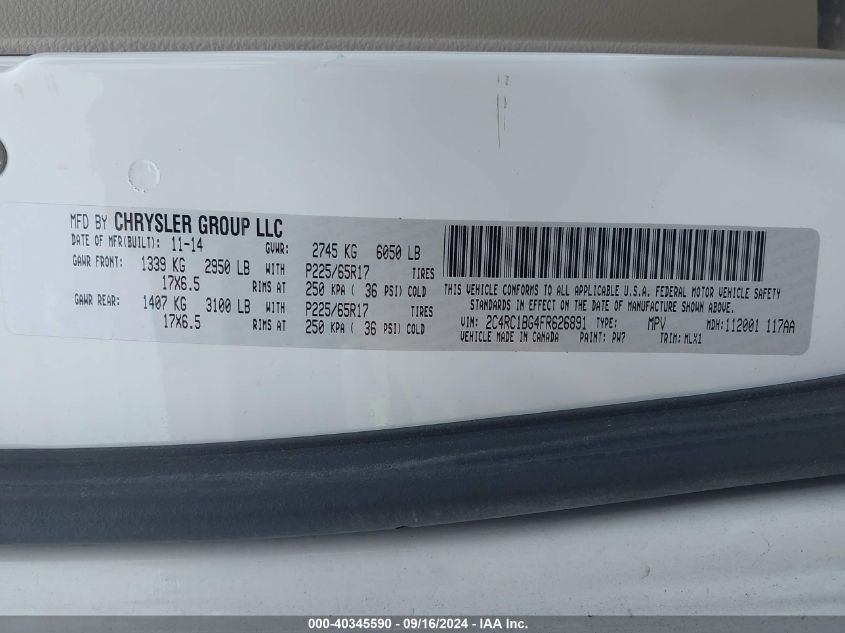 MFD BY CHRYSLER GROUP LLC
DATE OF MFR(BUILT): 11-14 GVWR: 2745 KG 6050 LB
GAWR FRONT: 1339 KG 2950 LB WITH P225/65R17 TIRES
17X6.5 RIMS AT 250 KPA ( 36 PSI) COLD
GAWR REAR: 1407 KG 3100 LB WITH P225/65R17 TIRES
17X6.5 RIMS AT 250 KPA ( 36 PSI) COLD
THIS VEHICLE CONFORMS TO ALL APPLICABLE U.S.A. FEDERAL MOTOR VEHICLE SAFETY
STANDARDS IN EFFECT ON THE DATE OF MANUFACTURE SHOWN ABOVE.
VIN: 2C4RC1BG4FR626891 TYPE: MPV MDH: 112001 117AA
VEHICLE MADE IN CANADA PAINT: PW7 TRIM: MLX1
000-40345590 - 09/16/2024 - IAA Inc.